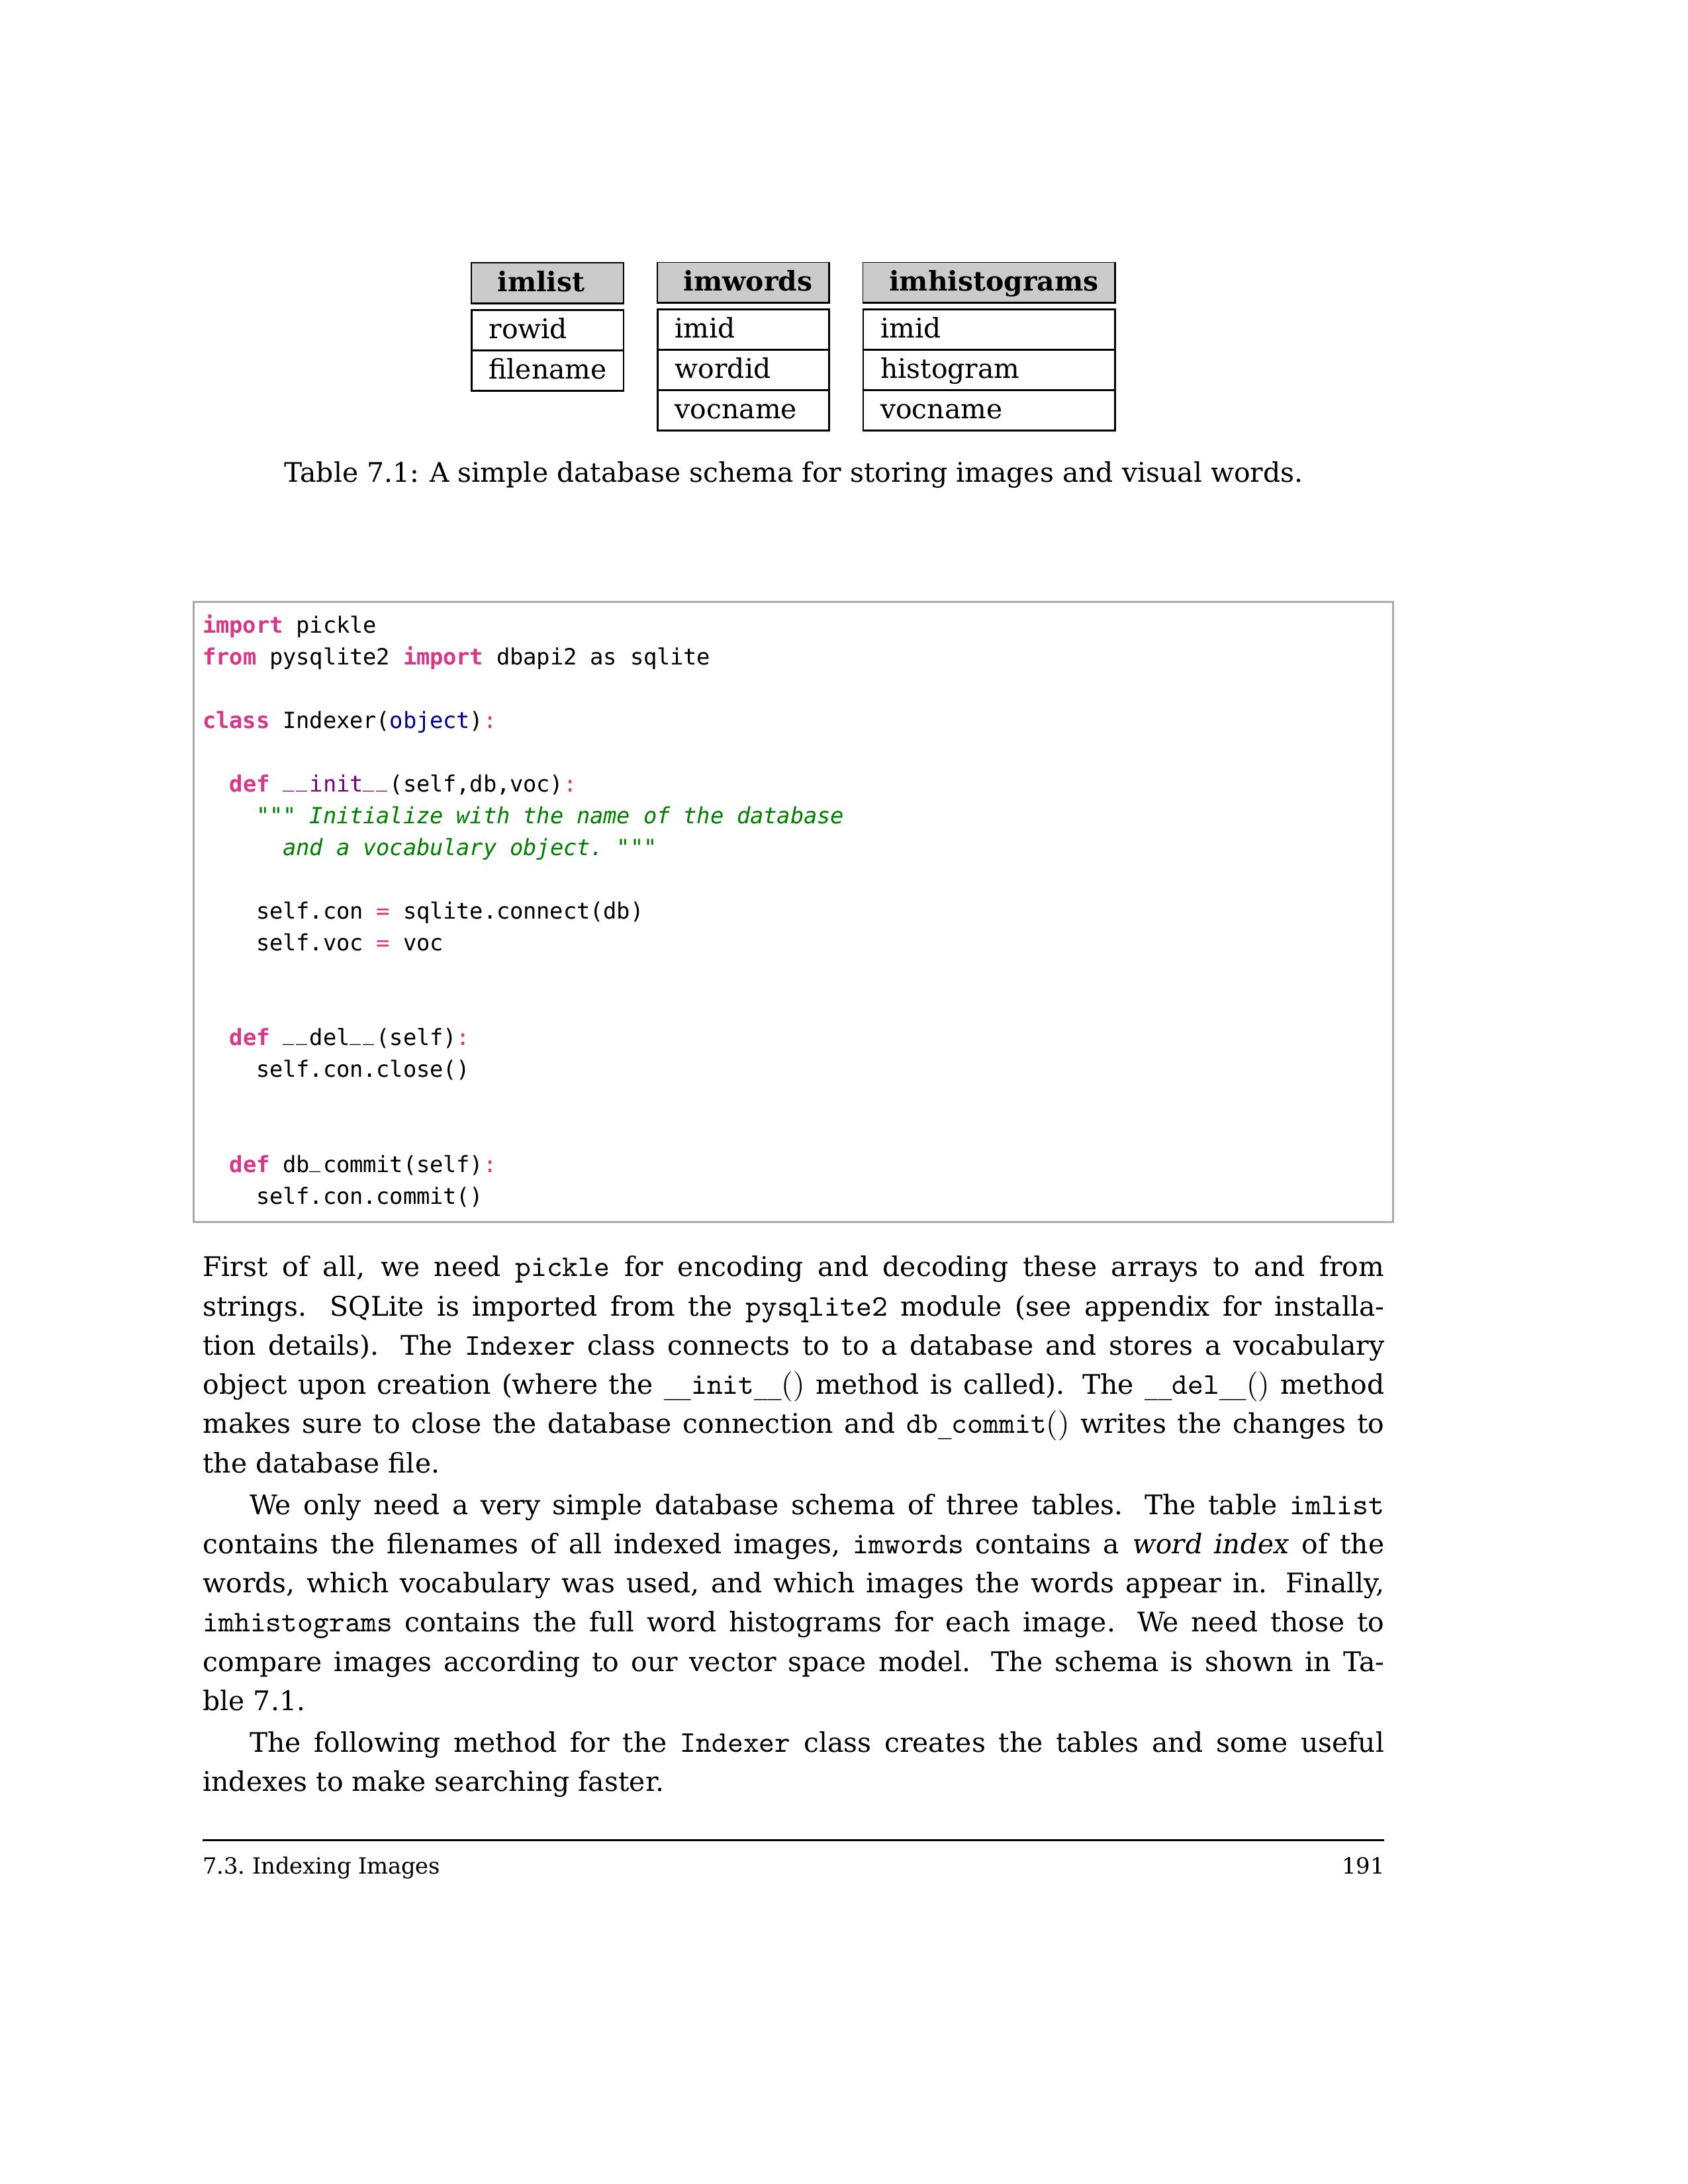 imlist imwords imhistograms
rowid imid imid
filename wordid histogram
vocname vocname
Table 7.1: A simple database schema for storing images and visual words.
import pickle
from pysqlite2 import dbapi2 as sqlite
class Indexer(object):
def __init__(self,db,voc):
""" Initialize with the name of the database
and a vocabulary object. """
self.con = sqlite.connect(db)
self.voc = voc
def __del__(self):
self.con.close()
def db_commit(self):
self.con.commit()
First of all, we need pickle for encoding and decoding these arrays to and from
strings. SQLite is imported from the pysqlite2 module (see appendix for installa-
tion details). The Indexer class connects to to a database and stores a vocabulary
object upon creation (where the __init__() method is called). The __del__() method
makes sure to close the database connection and db_commit() writes the changes to
the database file.
We only need a very simple database schema of three tables. The table imlist
contains the filenames of all indexed images, imwords contains a word index of the
words, which vocabulary was used, and which images the words appear in. Finally,
imhistograms contains the full word histograms for each image. We need those to
compare images according to our vector space model. The schema is shown in Ta-
ble 7.1.
The following method for the Indexer class creates the tables and some useful
indexes to make searching faster.
7.3. Indexing Images 191